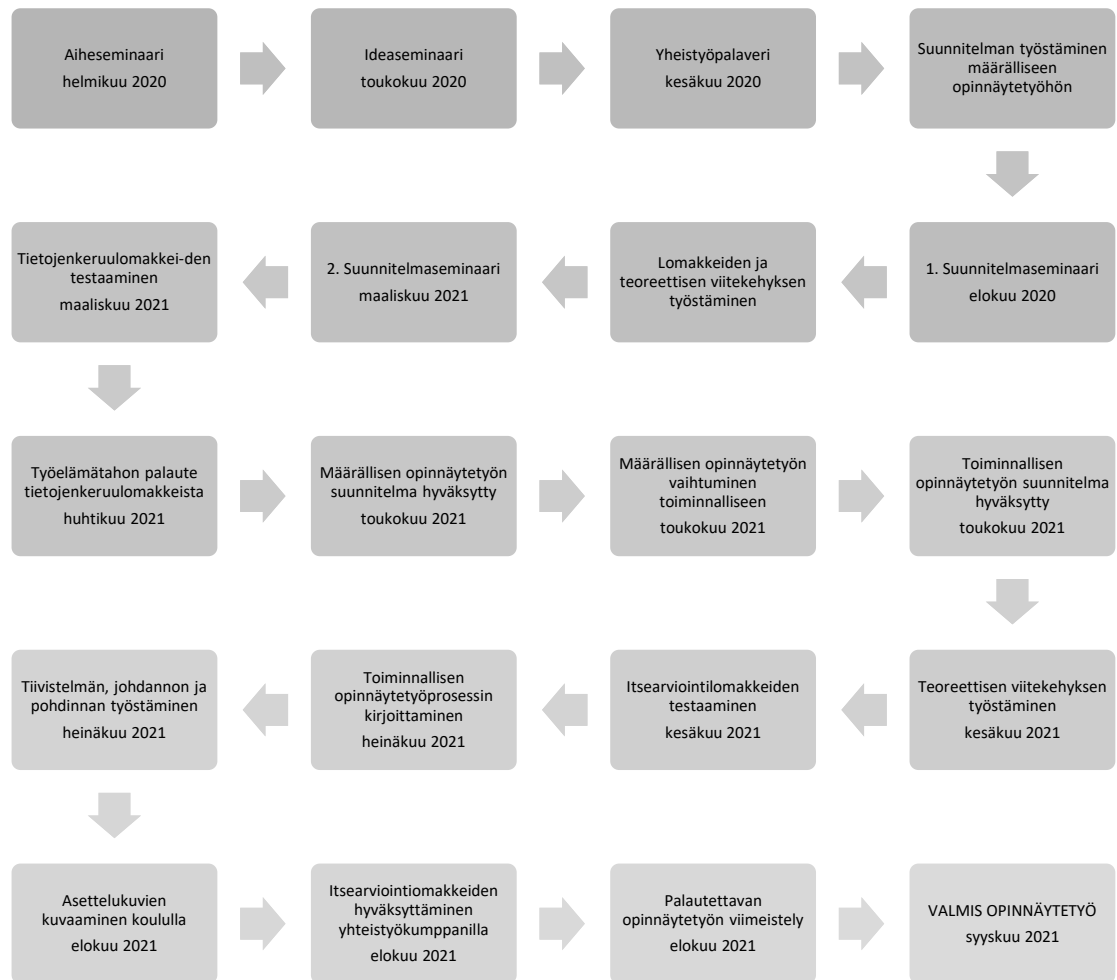 Aiheseminaari
helmikuu 2020
Ideaseminaari
toukokuu 2020
Yheistyöpalaveri
kesäkuu 2020
Suunnitelman työstäminen
määrälliseen
opinnäytetyöhön
1. Suunnitelmaseminaari
elokuu 2020
Lomakkeiden ja
teoreettisen viitekehyksen
työstäminen
2. Suunnitelmaseminaari
maaliskuu 2021
Tietojenkeruulomakkei-den
testaaminen
maaliskuu 2021
Työelämätahon palaute
tietojenkeruulomakkeista
huhtikuu 2021
Määrällisen opinnäytetyön
suunnitelma hyväksytty
toukokuu 2021
Määrällisen opinnäytetyön
vaihtuminen
toiminnalliseen
toukokuu 2021
Toiminnallisen
opinnäytetyön suunnitelma
hyväksytty
toukokuu 2021
Teoreettisen viitekehyksen
työstäminen
kesäkuu 2021
Itsearviointilomakkeiden
testaaminen
kesäkuu 2021
Toiminnallisen
opinnäytetyöprosessin
kirjoittaminen
heinäkuu 2021
Tiivistelmän, johdannon ja
pohdinnan työstäminen
heinäkuu 2021
Asettelukuvien
kuvaaminen koululla
elokuu 2021
Itsearviointiomakkeiden
hyväksyttäminen
yhteistyökumppanilla
elokuu 2021
Palautettavan
opinnäytetyön viimeistely
elokuu 2021
VALMIS OPINNÄYTETYÖ
syyskuu 2021